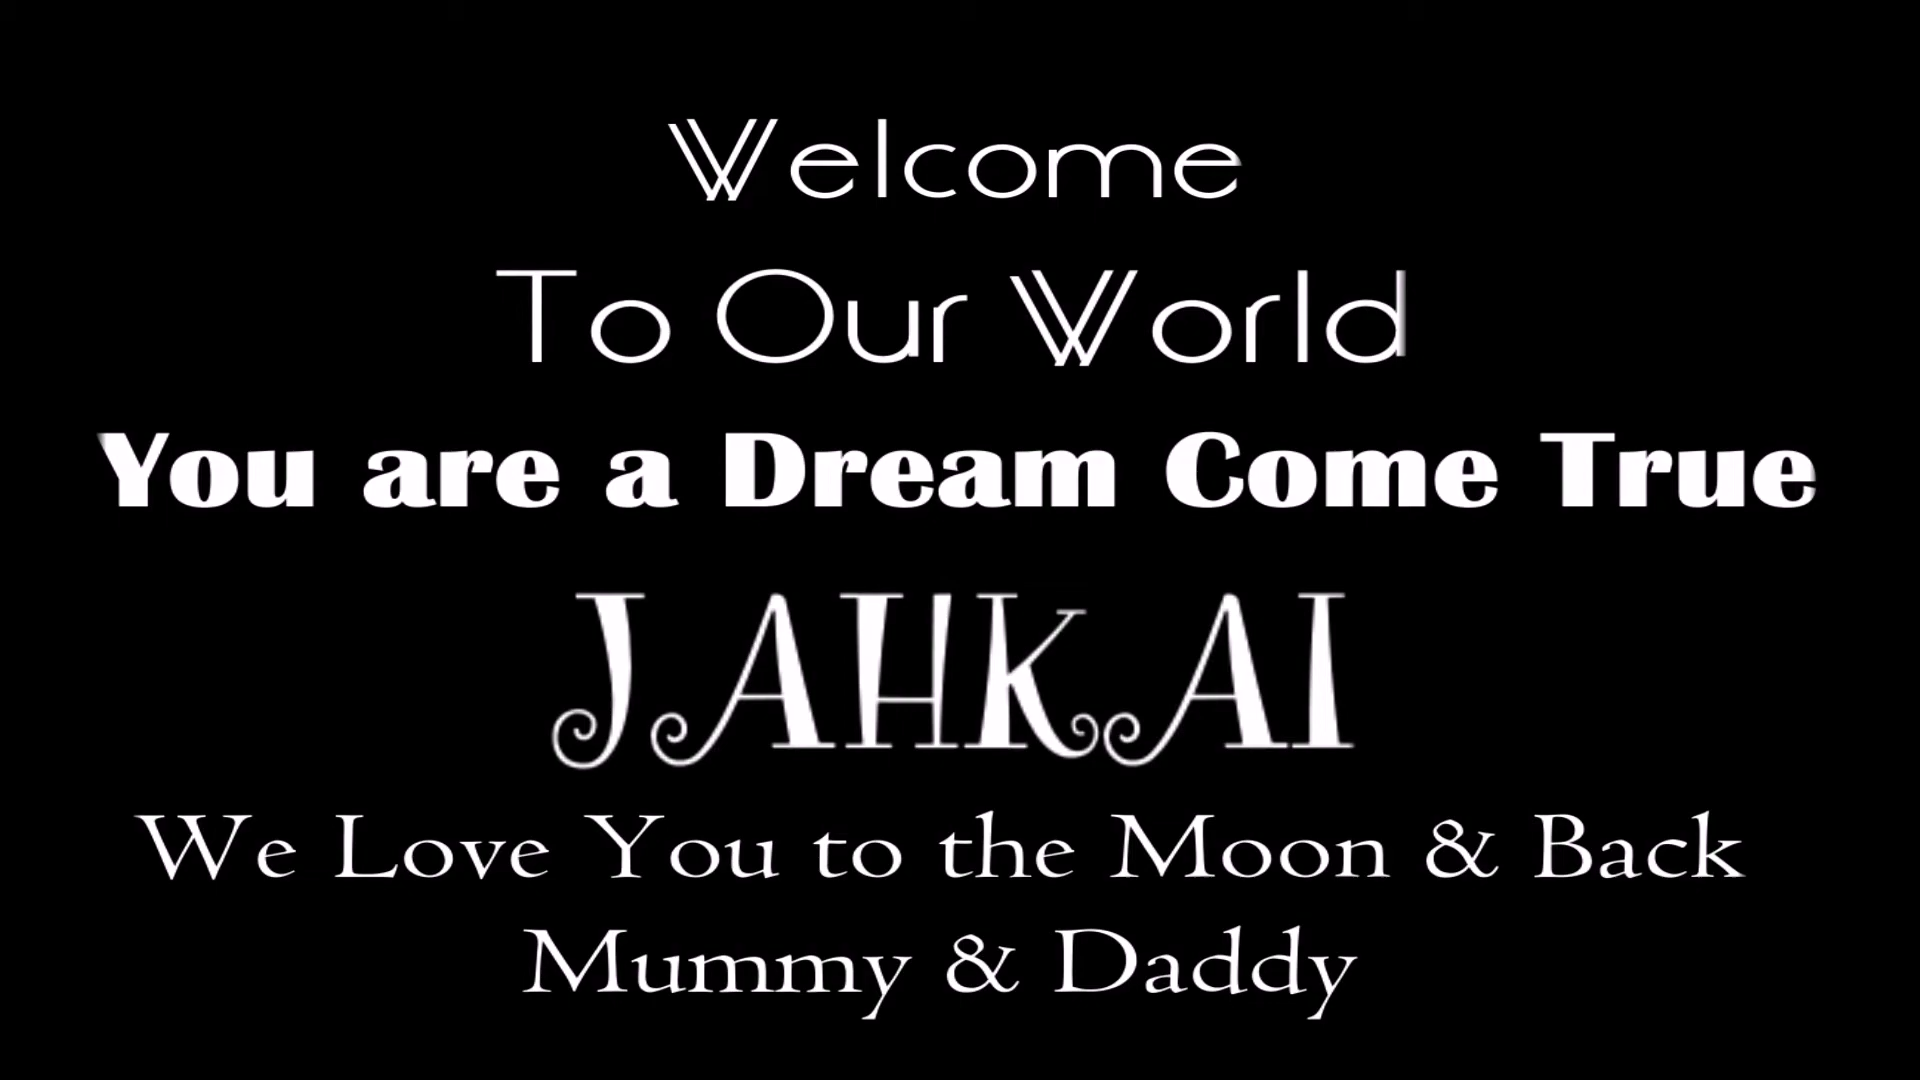 Welcome
To Our World
You are a Dream Come True
JAHKAI
We Love You to the Moon & Back
Mummy & Daddy